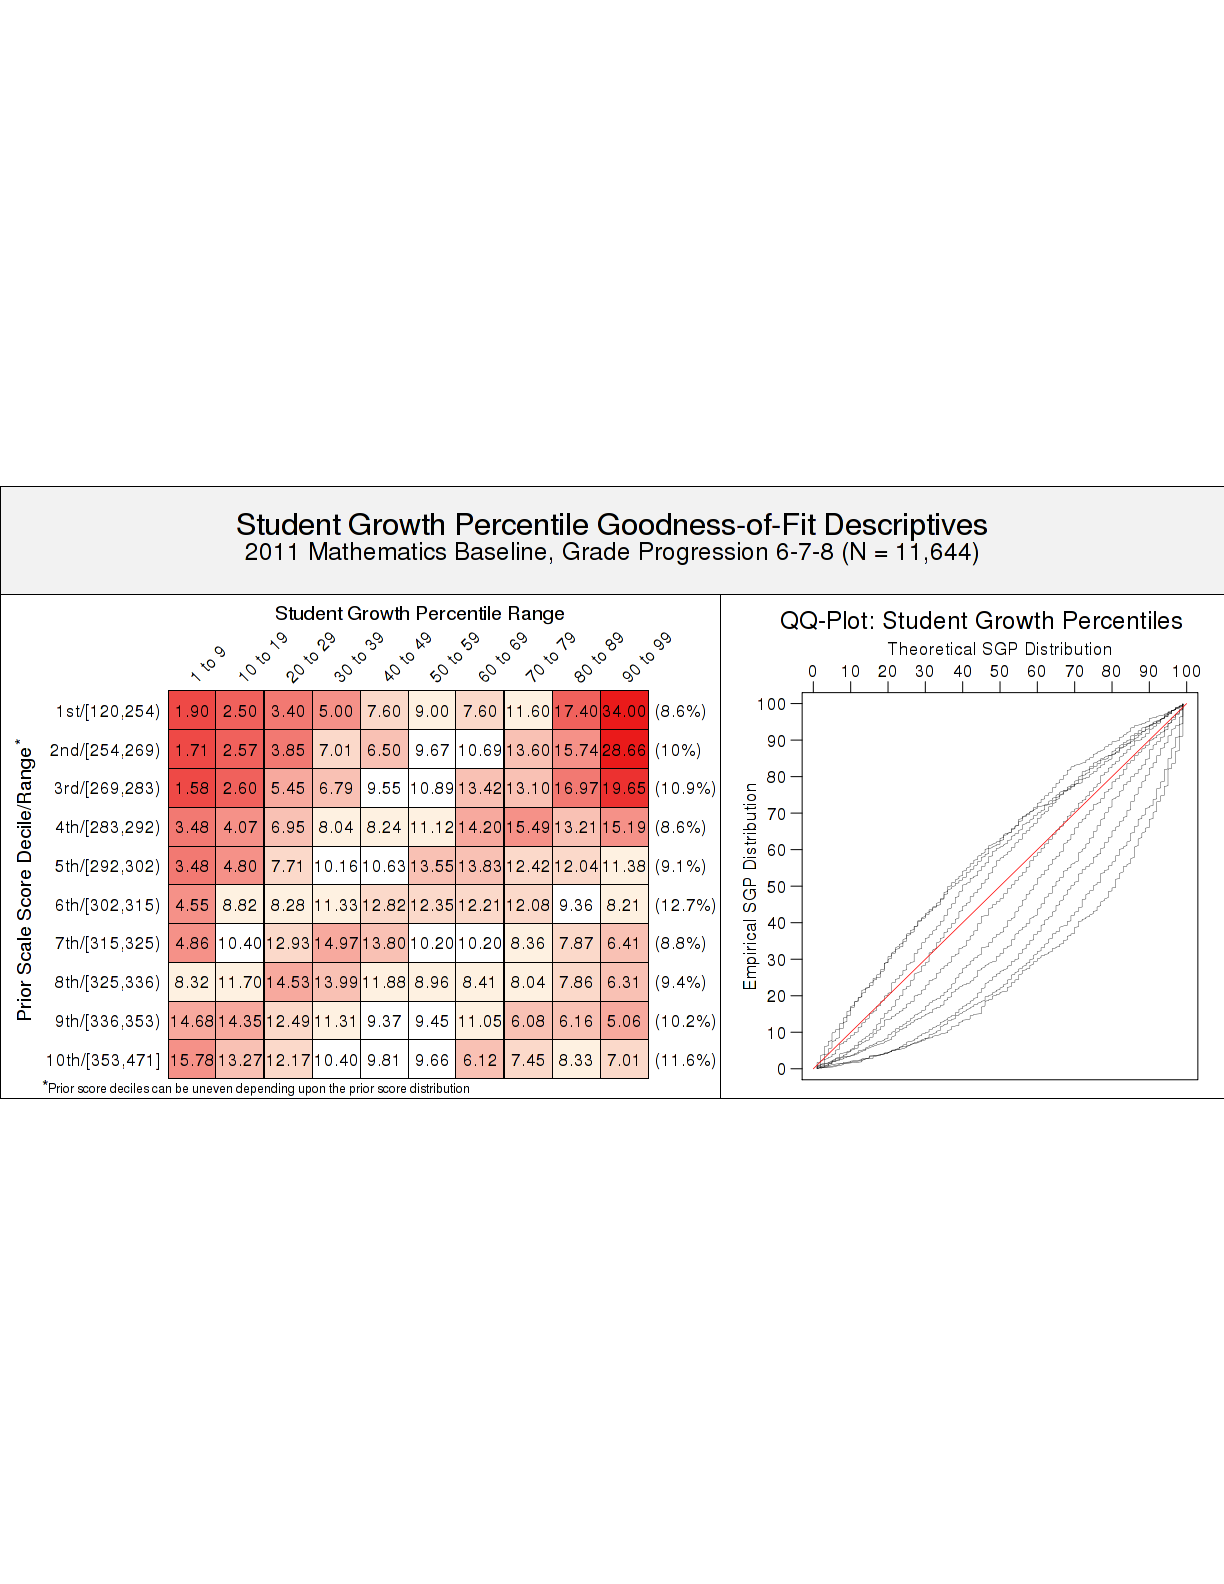 Student Growth Percentile Goodness-of-Fit Descriptives
2011 Mathematics Baseline, Grade Progression 6-7-8 (N = 11,644)
Student Growth Percentile Range
1 to 9 10 to 19 20 to 29 30 to 39 40 to 49 50 to 59 60 to 69 70 to 79 80 to 89 90 to 99
Prior Scale Score Decile/Range*
1st/[120,254) 1.90 2.50 3.40 5.00 7.60 9.00 7.60 11.60 17.40 34.00 (8.6%)
2nd/[254,269) 1.71 2.57 3.85 7.01 6.50 9.67 10.69 13.60 15.74 28.66 (10%)
3rd/[269,283) 1.58 2.60 5.45 6.79 9.55 10.89 13.42 13.10 16.97 19.65 (10.9%)
4th/[283,292) 3.48 4.07 6.95 8.04 8.24 11.12 14.20 15.49 13.21 15.19 (8.6%)
5th/[292,302) 3.48 4.80 7.71 10.16 10.63 13.55 13.83 12.42 12.04 11.38 (9.1%)
6th/[302,315) 4.55 8.82 8.28 11.33 12.82 12.35 12.21 12.08 9.36 8.21 (12.7%)
7th/[315,325) 4.86 10.40 12.93 14.97 13.80 10.20 10.20 8.36 7.87 6.41 (8.8%)
8th/[325,336) 8.32 11.70 14.53 13.99 11.88 8.96 8.41 8.04 7.86 6.31 (9.4%)
9th/[336,353) 14.68 14.35 12.49 11.31 9.37 9.45 11.05 6.08 6.16 5.06 (10.2%)
10th/[353,471] 15.78 13.27 12.17 10.40 9.81 9.66 6.12 7.45 8.33 7.01 (11.6%)
*Prior score deciles can be uneven depending upon the prior score distribution
QQ-Plot: Student Growth Percentiles
Theoretical SGP Distribution
0 10 20 30 40 50 60 70 80 90 100
Empirical SGP Distribution
100
90
80
70
60
50
40
30
20
10
0